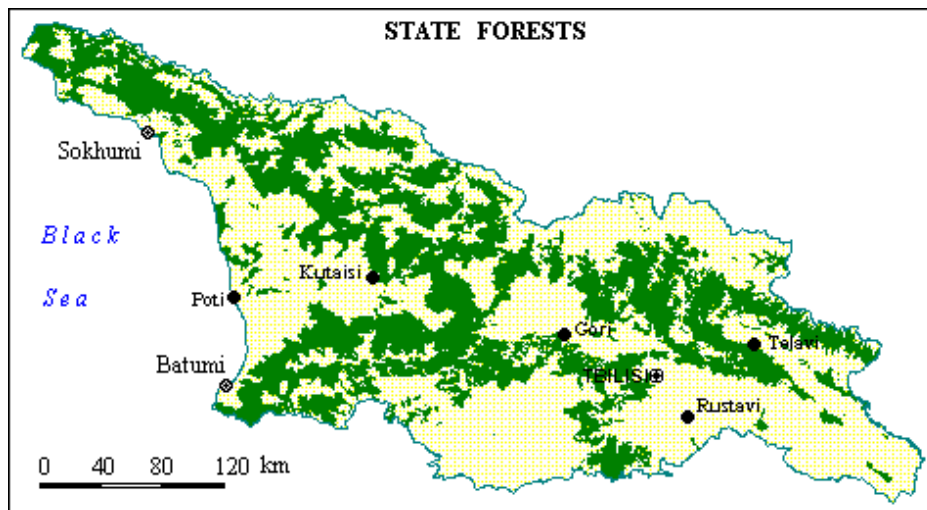 STATE FORESTS
Sokhumi
Black
Sea
Kutaisi
Poti
Gori
Telavi
Batumi
TBILISI
Rustavi
0 40 80 120 km